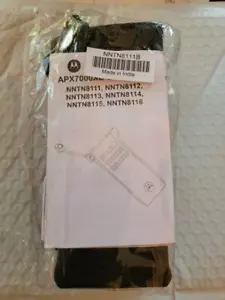 NNTN8111B
Made in India
APX7000XE
NNTN8111, NNTN8112,
NNTN8113, NNTN8114,
NNTN8115, NNTN8116